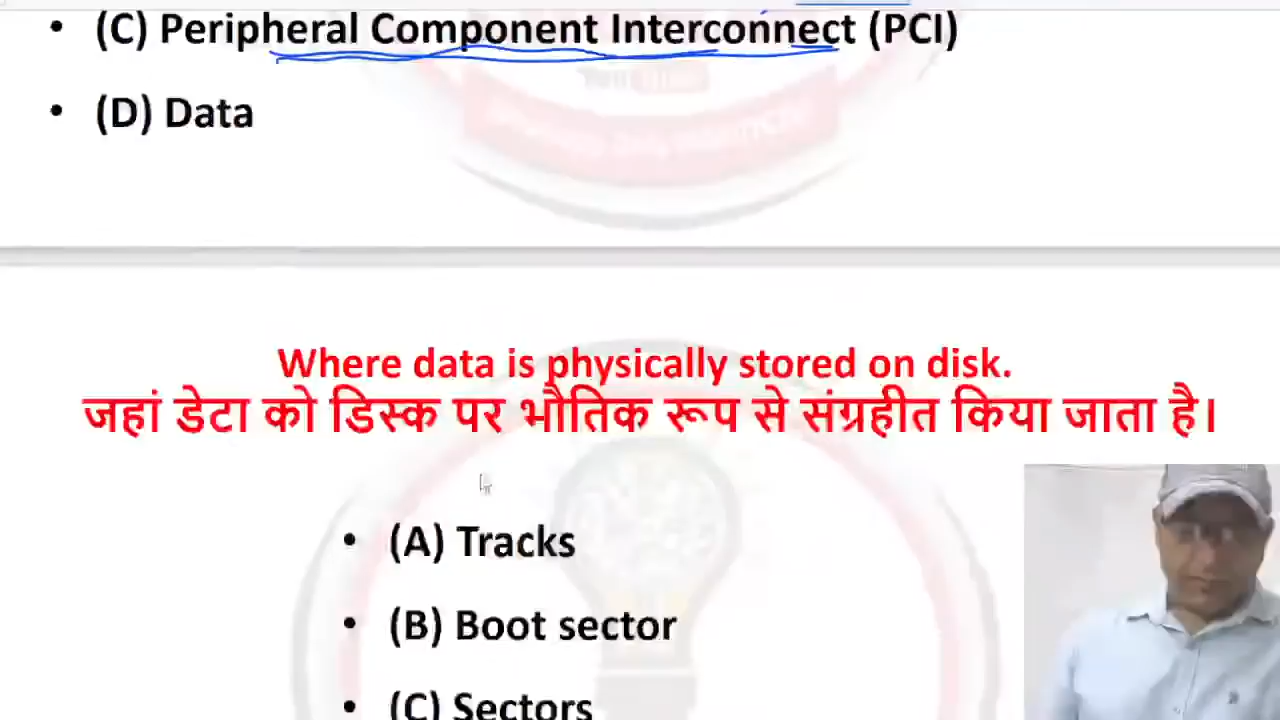 • (C) Peripheral Component Interconnect (PCI)
• (D) Data
Where data is physically stored on disk.
जहां डेटा को डिस्क पर भौतिक रूप से संग्रहीत किया जाता है।
• (A) Tracks
• (B) Boot sector
• (C) Sectors